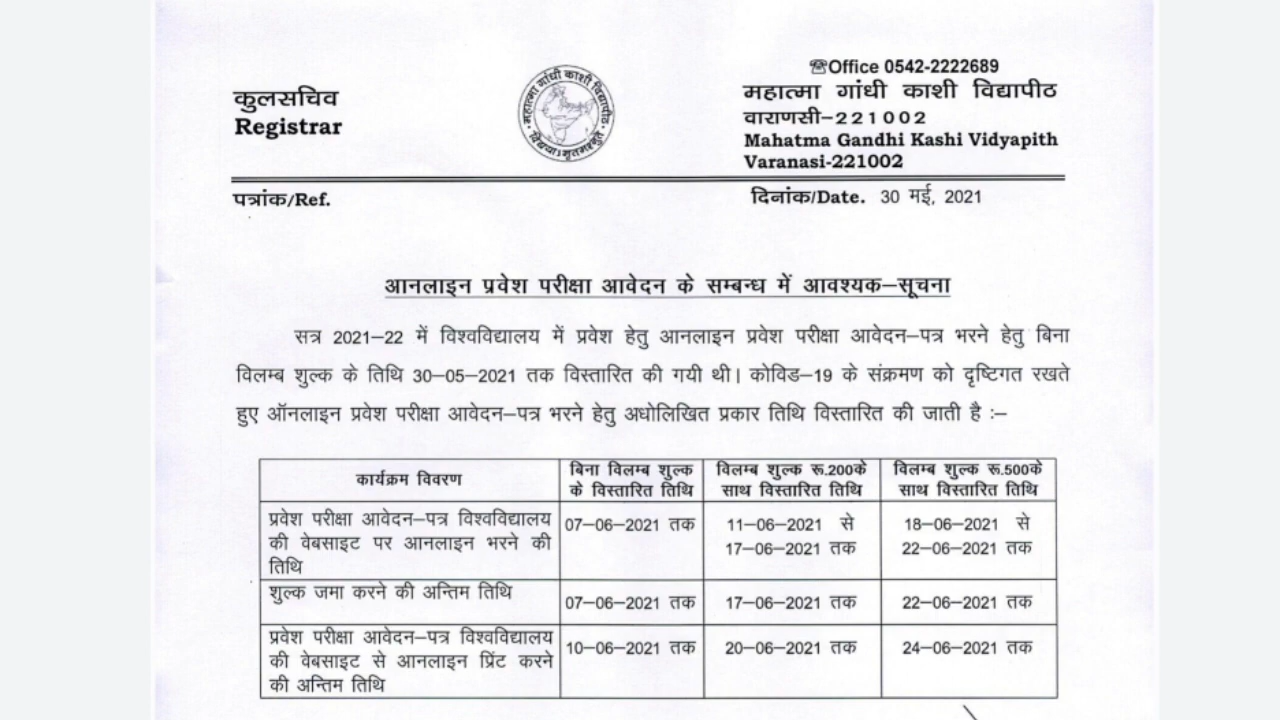 ☏Office 0542-2222689
कुलसचिव
Registrar
महात्मा गांधी काशी विद्यापीठ
विद्ययाऽमृतमश्नुते
महात्मा गांधी काशी विद्यापीठ
वाराणसी–221002
Mahatma Gandhi Kashi Vidyapith
Varanasi-221002
पत्रांक/Ref.
दिनांक/Date. 30 मई, 2021
आनलाइन प्रवेश परीक्षा आवेदन के सम्बन्ध में आवश्यक–सूचना
सत्र 2021–22 में विश्वविद्यालय में प्रवेश हेतु आनलाइन प्रवेश परीक्षा आवेदन–पत्र भरने हेतु बिना
विलम्ब शुल्क के तिथि 30-05-2021 तक विस्तारित की गयी थी। कोविड–19 के संक्रमण को दृष्टिगत रखते
हुए ऑनलाइन प्रवेश परीक्षा आवेदन–पत्र भरने हेतु अधोलिखित प्रकार तिथि विस्तारित की जाती है :–
कार्यक्रम विवरण
बिना विलम्ब शुल्क
के विस्तारित तिथि
विलम्ब शुल्क रू.200के
साथ विस्तारित तिथि
विलम्ब शुल्क रू.500के
साथ विस्तारित तिथि
प्रवेश परीक्षा आवेदन–पत्र विश्वविद्यालय
की वेबसाइट पर आनलाइन भरने की
तिथि
07–06–2021 तक
11–06–2021 से
17–06–2021 तक
18–06–2021 से
22–06–2021 तक
शुल्क जमा करने की अन्तिम तिथि
07–06–2021 तक
17–06–2021 तक
22–06–2021 तक
प्रवेश परीक्षा आवेदन–पत्र विश्वविद्यालय
की वेबसाइट से आनलाइन प्रिंट करने
की अन्तिम तिथि
10–06–2021 तक
20–06–2021 तक
24–06–2021 तक